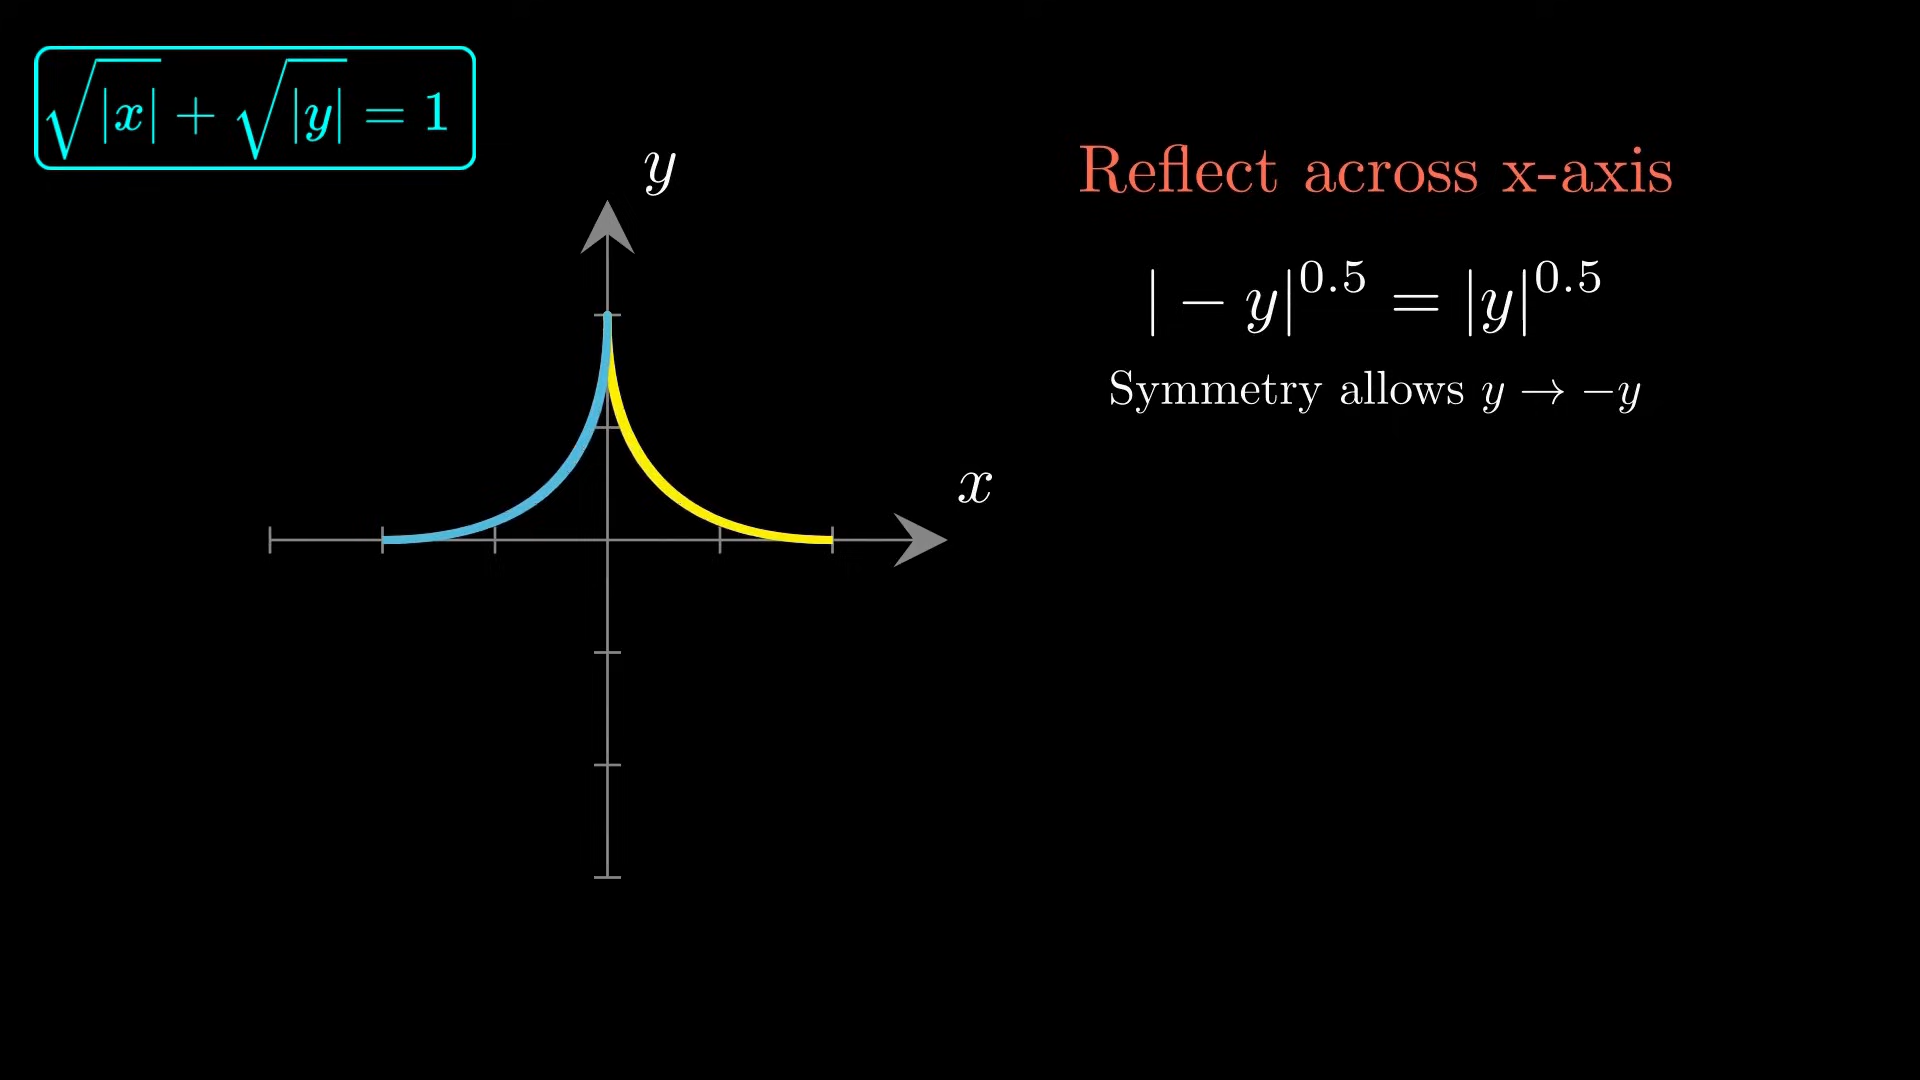 √|x| + √|y| = 1
y
Reflect across x-axis
|−y|^0.5 = |y|^0.5
Symmetry allows y → −y
x